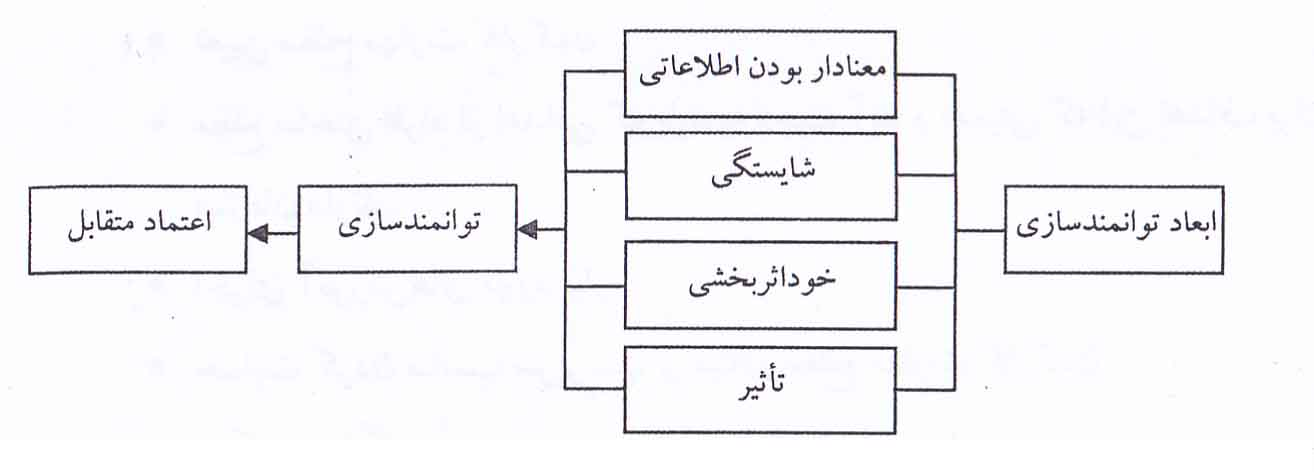 ابعاد توانمندسازی
معنادار بودن اطلاعاتی
شایستگی
خوداثربخشی
تأثیر
توانمندسازی
اعتماد متقابل